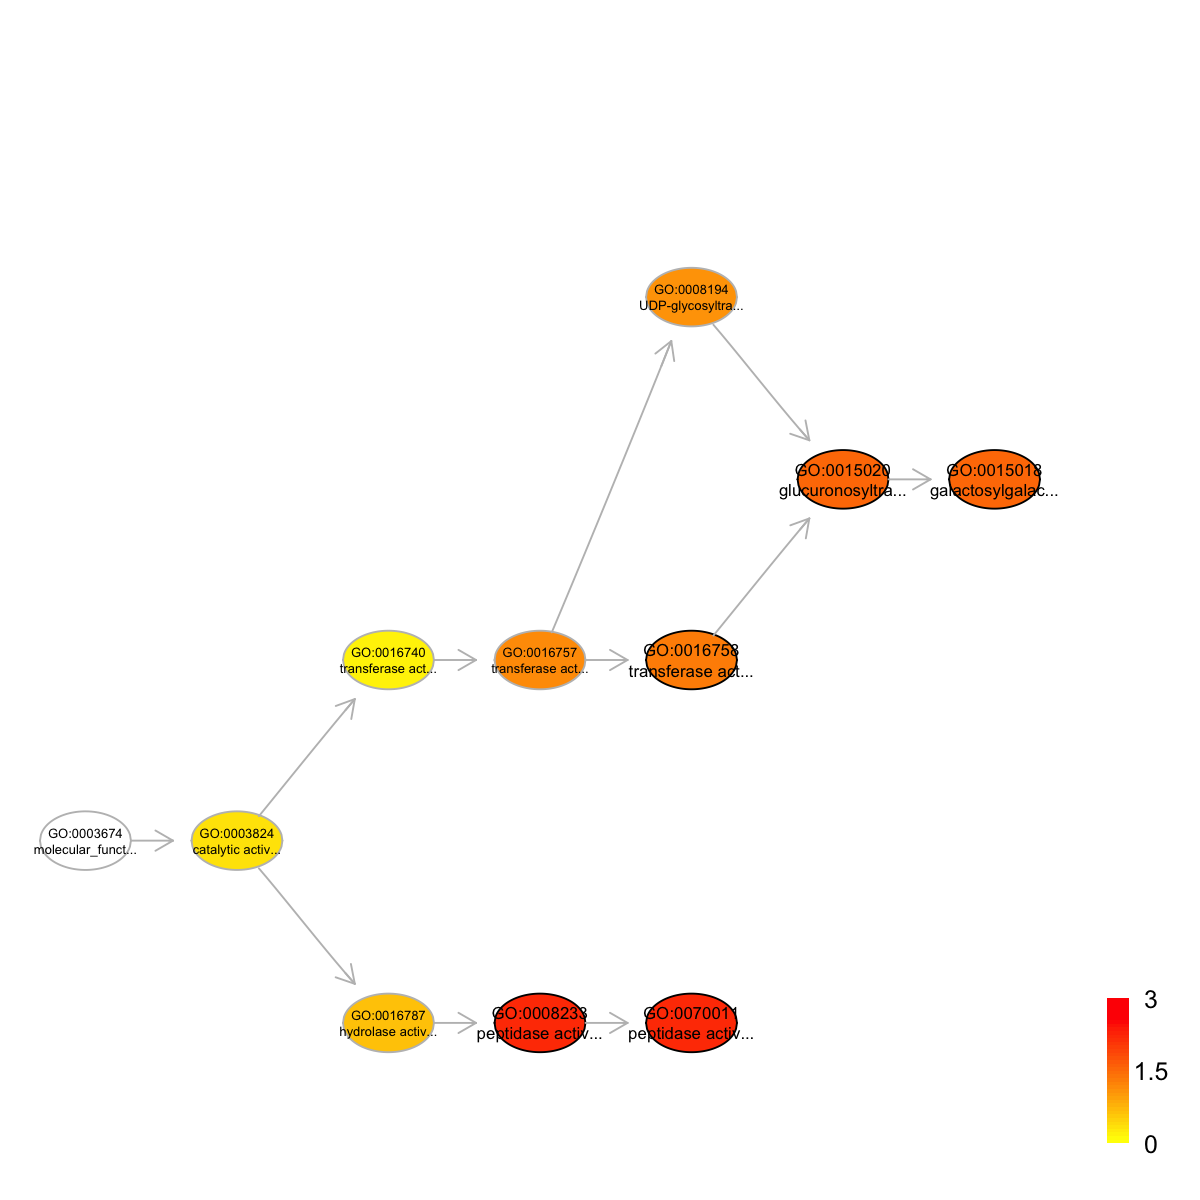 GO:0008194
UDP-glycosyltra...
GO:0015020
glucuronosyltra...
GO:0015018
galactosylgalac...
GO:0016740
transferase act...
GO:0016757
transferase act...
GO:0016758
transferase act...
GO:0003674
molecular_funct...
GO:0003824
catalytic activ...
GO:0016787
hydrolase activ...
GO:0008233
peptidase activ...
GO:0070011
peptidase activ...
3
1.5
0